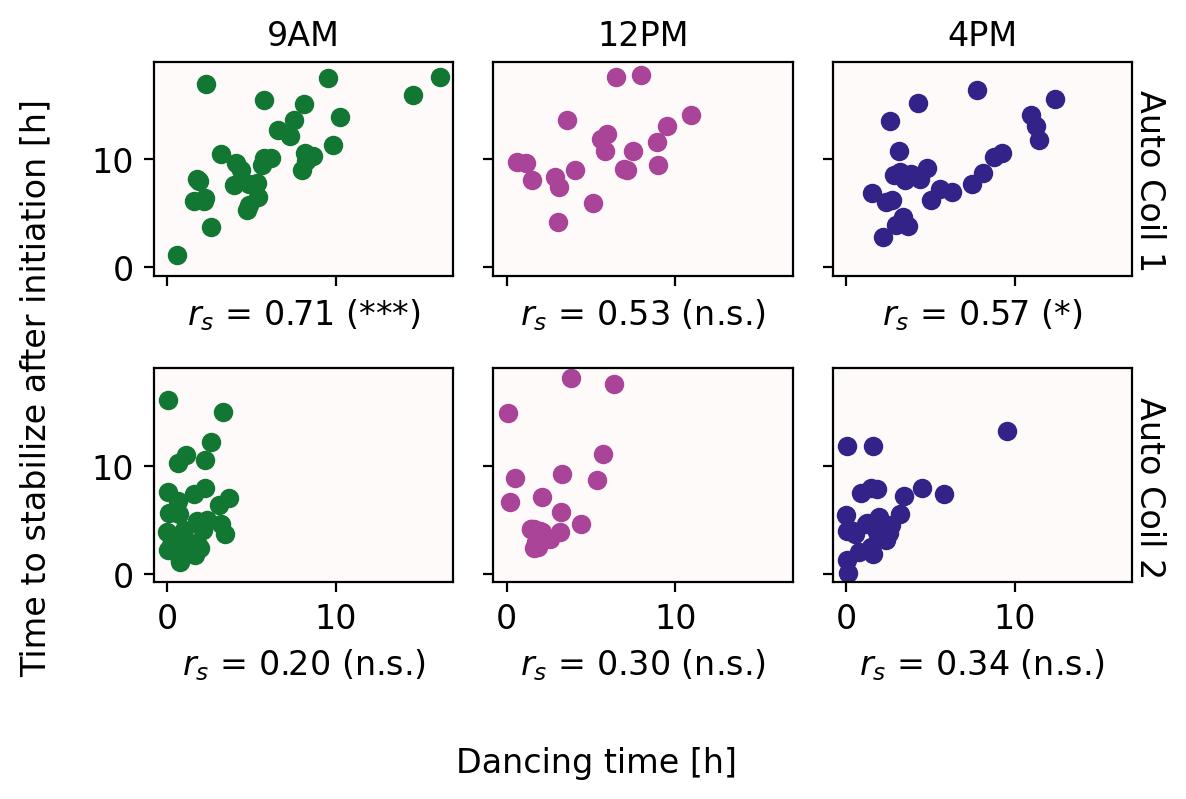 9AM
12PM
4PM
Time to stabilize after initiation [h]
10
0
Auto Coil 1
r_s = 0.71 (***)
r_s = 0.53 (n.s.)
r_s = 0.57 (*)
10
0
Auto Coil 2
0 10
0 10
0 10
r_s = 0.20 (n.s.)
r_s = 0.30 (n.s.)
r_s = 0.34 (n.s.)
Dancing time [h]